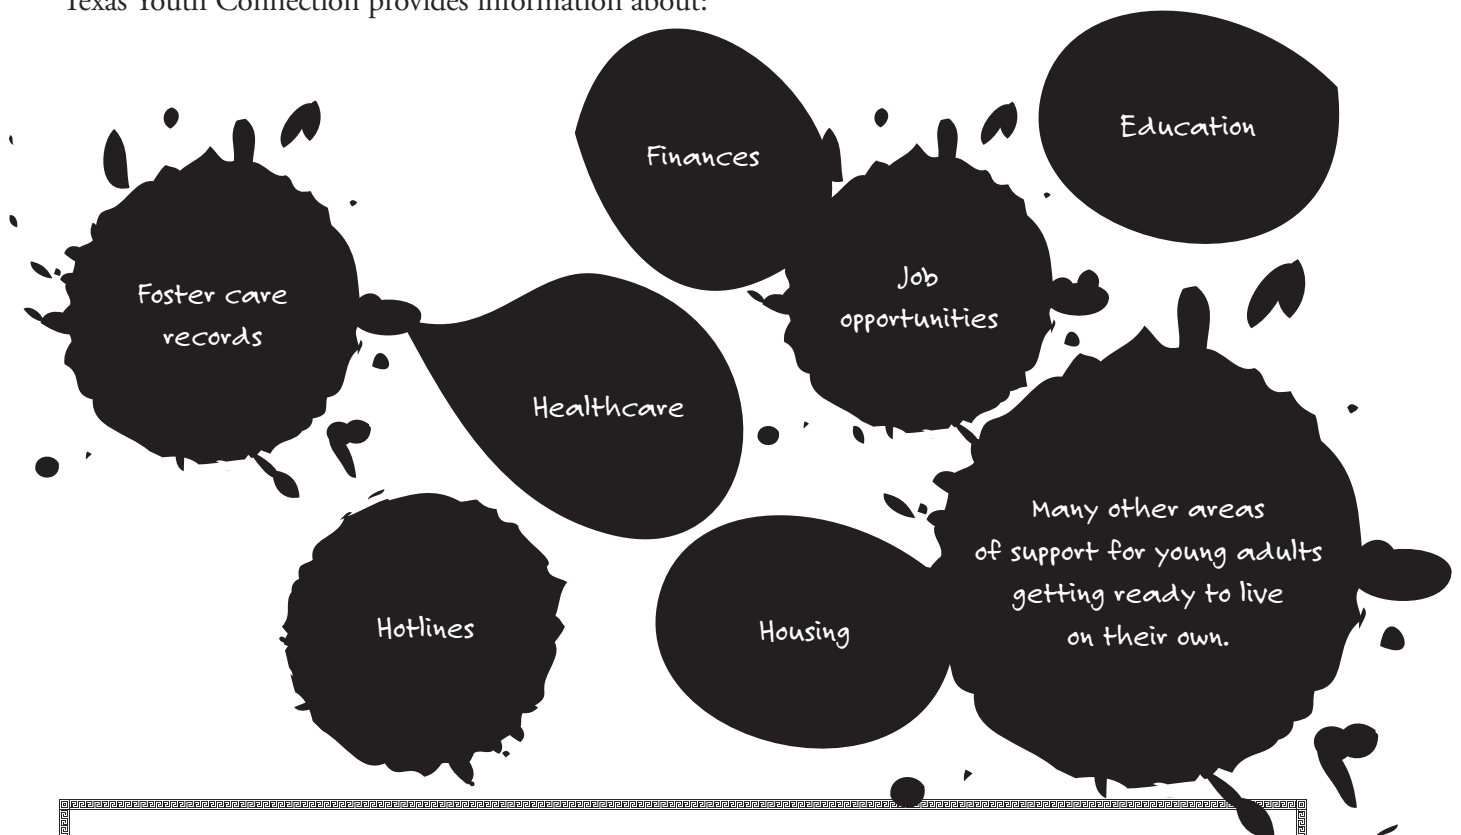 Texas Youth Connection provides information about:
Education
Finances
Job
opportunities
Foster care
records
Healthcare
Many other areas
of support for young adults
getting ready to live
on their own.
Hotlines
Housing